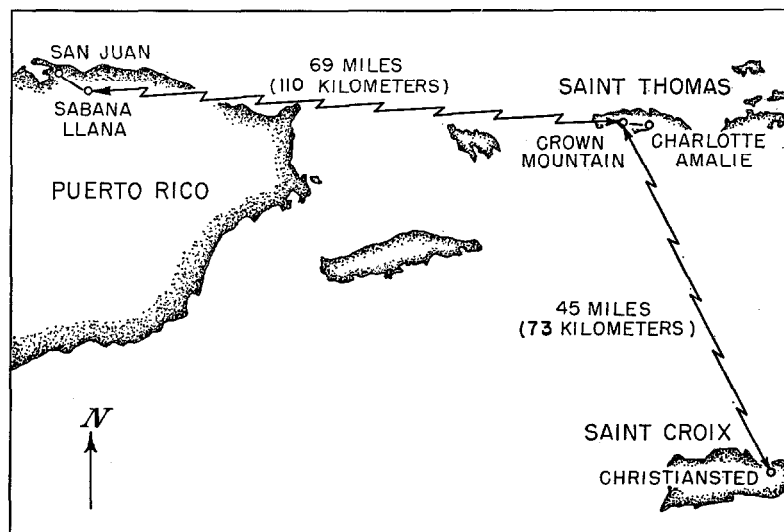 SAN JUAN
69 MILES
(110 KILOMETERS)
SAINT THOMAS
SABANA
LLANA
CROWN
MOUNTAIN
CHARLOTTE
AMALIE
PUERTO RICO
45 MILES
(73 KILOMETERS)
N
SAINT CROIX
CHRISTIANSTED